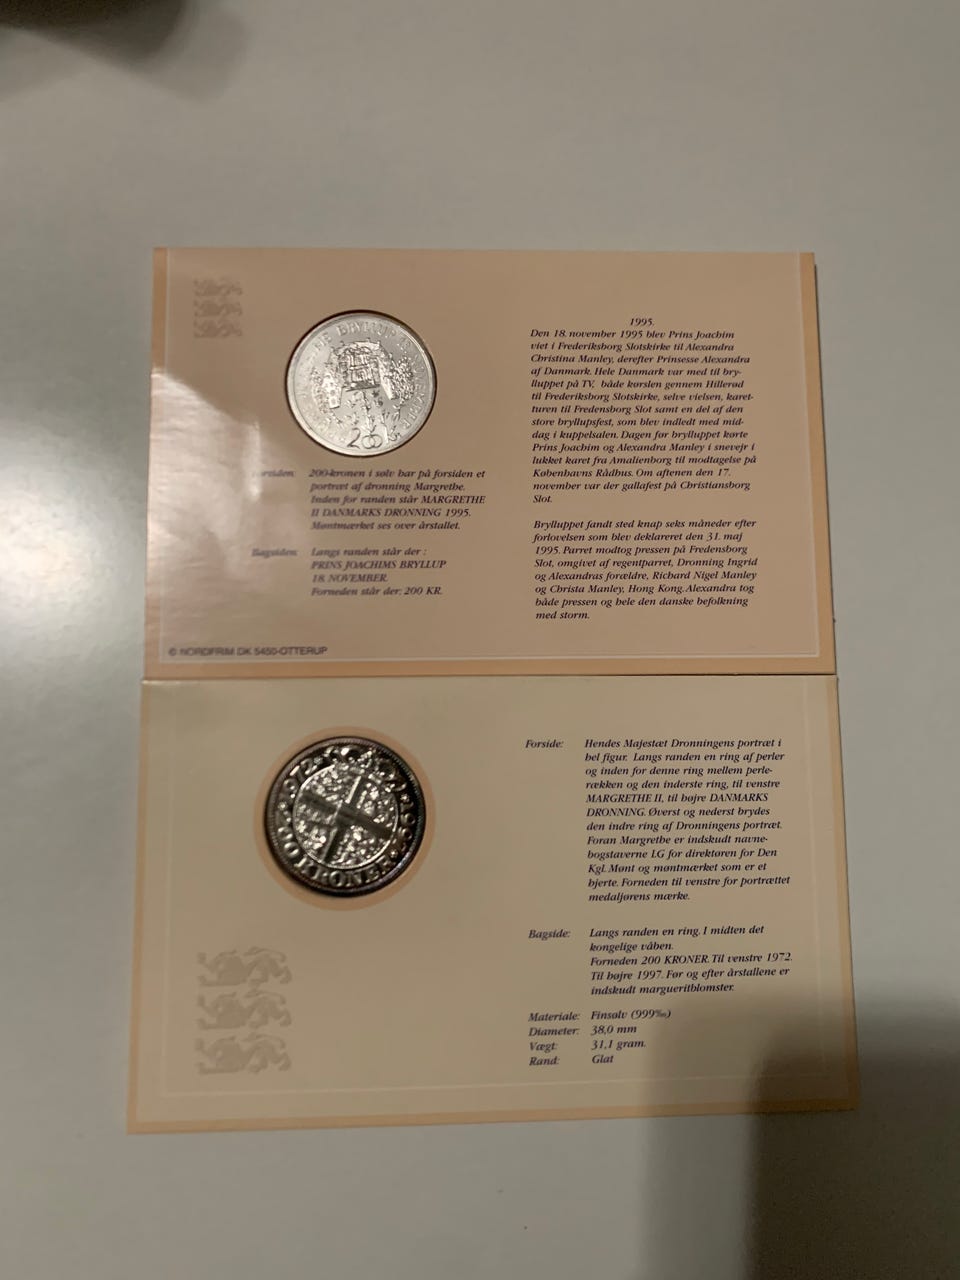 BRYLLUP
200
1995.
Den 18. november 1995 blev Prins Joachim
viet i Frederiksborg Slotskirke til Alexandra
Christina Manley, derefter Prinsesse Alexandra
af Danmark. Hele Danmark var med til bry-
lluppet på TV, både kørslen gennem Hillerød
til Frederiksborg Slotskirke, selve vielsen, karet-
turen til Fredensborg Slot samt en del af den
store bryllupsfest, som blev indledt med mid-
dag i kuppelsalen. Dagen før brylluppet kørte
Prins Joachim og Alexandra Manley i snevejr i
lukket karet fra Amalienborg til modtagelse på
Københavns Rådhus. Om aftenen den 17.
november var der gallafest på Christiansborg
Slot.
Brylluppet fandt sted knap seks måneder efter
forlovelsen som blev deklareret den 31. maj
1995. Parret modtog pressen på Fredensborg
Slot, omgivet af regentparret, Dronning Ingrid
og Alexandras forældre, Richard Nigel Manley
og Christa Manley, Hong Kong. Alexandra tog
både pressen og hele den danske befolkning
med storm.
Forsiden: 200-kronen i sølv har på forsiden et
portræt af dronning Margrethe.
Inden for randen står MARGRETHE
II DANMARKS DRONNING 1995.
Møntmærket ses over årstallet.
Bagsiden: Langs randen står der :
PRINS JOACHIMS BRYLLUP
18. NOVEMBER.
Forneden står der: 200 KR.
© NORDFRIM DK 5450-OTTERUP
1972
1997
200 KRONER
Forside: Hendes Majestæt Dronningens portræt i
hel figur. Langs randen en ring af perler
og inden for denne ring mellem perle-
rækken og den inderste ring, til venstre
MARGRETHE II, til højre DANMARKS
DRONNING. Øverst og nederst brydes
den indre ring af Dronningens portræt.
Foran Margrethe er indskudt navne-
bogstaverne LG for direktøren for Den
Kgl. Mønt og møntmærket som er et
hjerte. Forneden til venstre for portrættet
medaljørens mærke.
Bagside: Langs randen en ring. I midten det
kongelige våben.
Forneden 200 KRONER. Til venstre 1972.
Til højre 1997. Før og efter årstallene er
indskudt margueritblomster.
Materiale: Finsølv (999‰)
Diameter: 38,0 mm
Vægt: 31,1 gram.
Rand: Glat